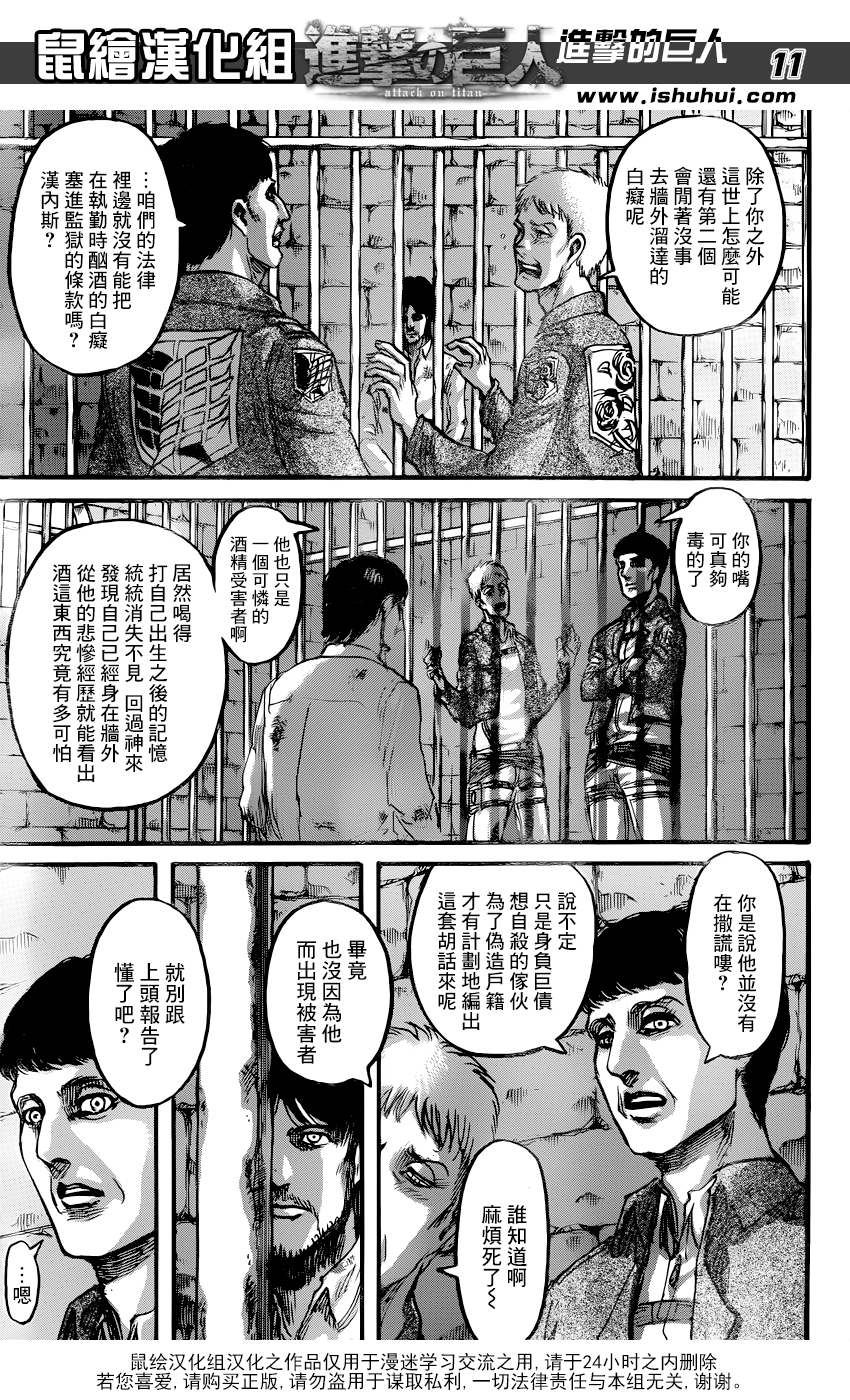 鼠繪漢化組
進撃の巨人
attack on titan
進擊的巨人
11
www.ishuhui.com
除了你之外
這世上怎麼可能
還有第二個
會閒著沒事
去牆外溜達的
白癡呢
…咱們的法律
裡邊就沒有能把
在執勤時酗酒的白癡
塞進監獄的條款嗎？
漢內斯？
你的嘴
可真夠
毒的了
他也只是
一個可憐的
酒精受害者啊
居然喝得
打自己出生之後的記憶
統統消失不見 回過神來
發現自己已經身在牆外
從他的悲慘經歷就能看出
酒這東西究竟有多可怕
你是說他並沒有
在撒謊嘍？
說不定
只是身負巨債
想自殺的傢伙
為了偽造戶籍
才有計劃地編出
這套胡話來呢
誰知道啊
麻煩死了～
畢竟
也沒因為他
而出現被害者
就別跟
上頭報告了
懂了吧？
…嗯
鼠绘汉化组汉化之作品仅用于漫迷学习交流之用,请于24小时之内删除
若您喜爱,请购买正版,请勿盗用于谋取私利,一切法律责任与本组无关,谢谢。